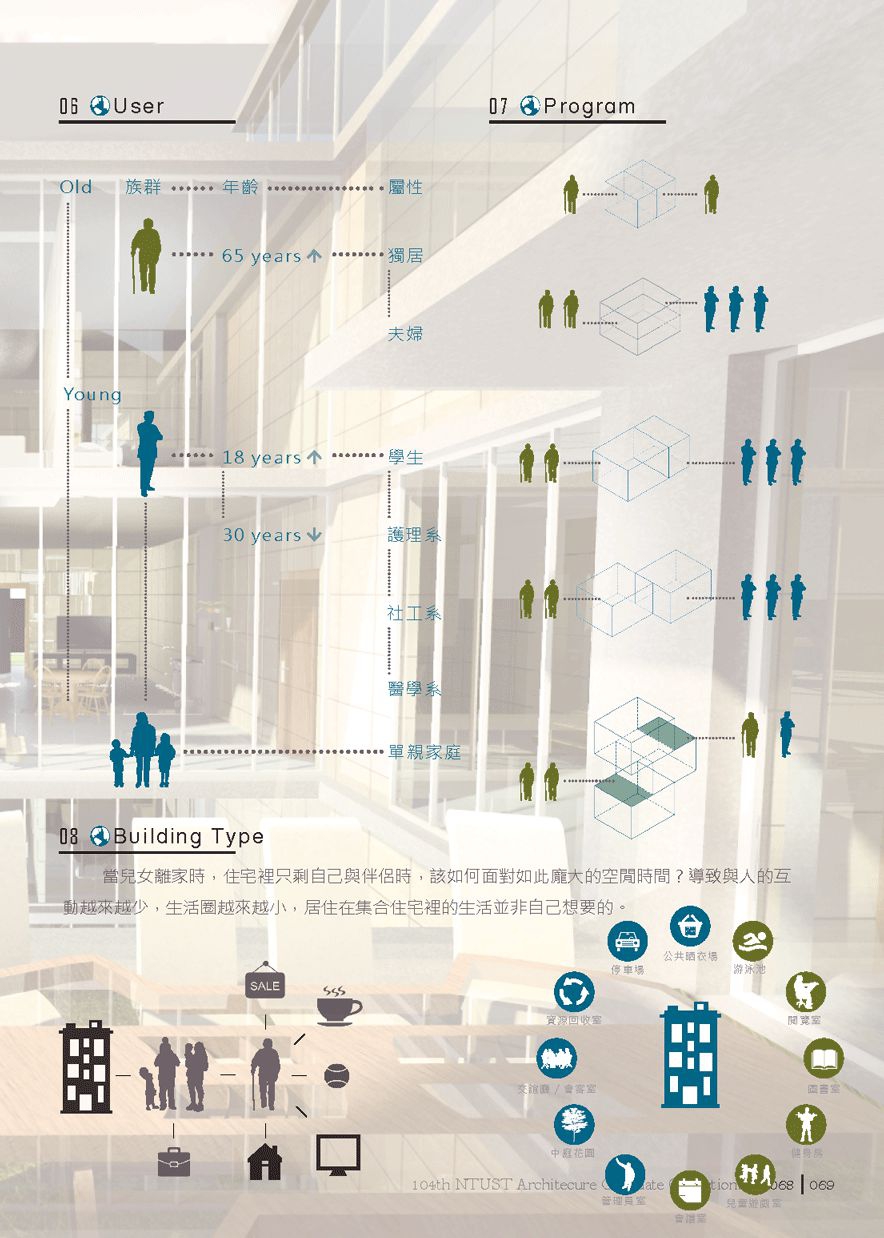 06 User
07 Program
Old 族群 年齡 屬性
65 years 獨居
夫婦
Young
18 years 學生
30 years 護理系
社工系
醫學系
單親家庭
08 Building Type
當兒女離家時，住宅裡只剩自己與伴侶時，該如何面對如此龐大的空閒時間？導致與人的互
動越來越少，生活圈越來越小，居住在集合住宅裡的生活並非自己想要的。
SALE
停車場
公共晒衣場
游泳池
資源回收室
閱覽室
交誼廳 / 會客室
圖書室
中庭花園
健身房
管理員室
會議室
兒童遊戲室
104th NTUST Architecure
068 | 069